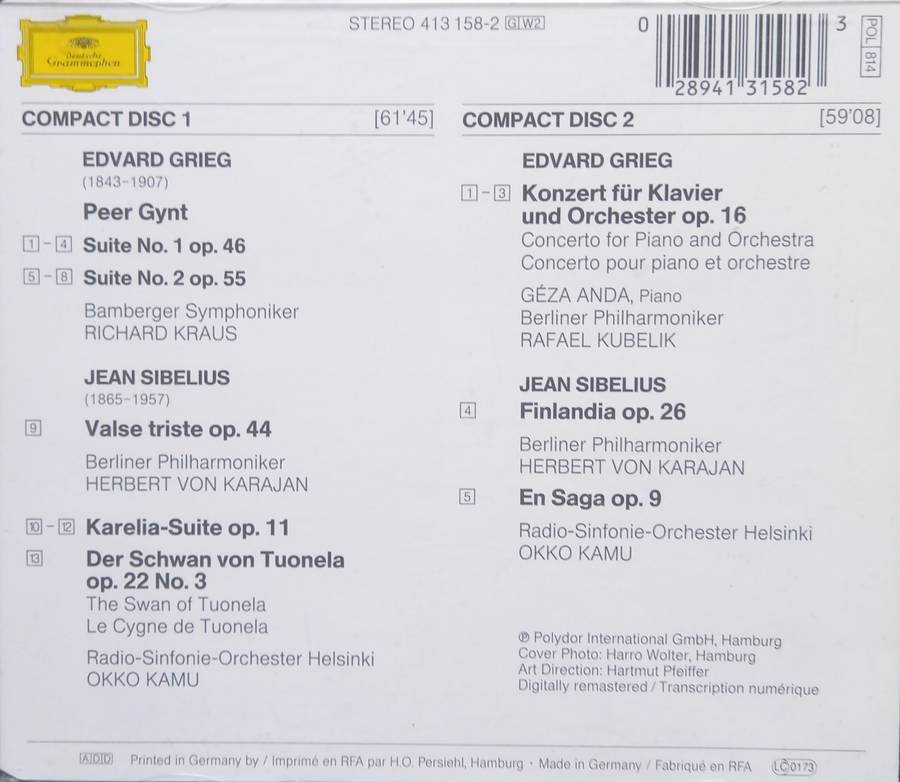 Deutsche
Grammophon
STEREO 413 158-2 GW2
0 28941 31582 3
POL 814
COMPACT DISC 1 [61'45]
EDVARD GRIEG
(1843-1907)
Peer Gynt
1 - 4 Suite No. 1 op. 46
5 - 8 Suite No. 2 op. 55
Bamberger Symphoniker
RICHARD KRAUS
JEAN SIBELIUS
(1865-1957)
9 Valse triste op. 44
Berliner Philharmoniker
HERBERT VON KARAJAN
10 - 12 Karelia-Suite op. 11
13 Der Schwan von Tuonela
op. 22 No. 3
The Swan of Tuonela
Le Cygne de Tuonela
Radio-Sinfonie-Orchester Helsinki
OKKO KAMU
COMPACT DISC 2 [59'08]
EDVARD GRIEG
1 - 3 Konzert für Klavier
und Orchester op. 16
Concerto for Piano and Orchestra
Concerto pour piano et orchestre
GÉZA ANDA, Piano
Berliner Philharmoniker
RAFAEL KUBELIK
JEAN SIBELIUS
4 Finlandia op. 26
Berliner Philharmoniker
HERBERT VON KARAJAN
5 En Saga op. 9
Radio-Sinfonie-Orchester Helsinki
OKKO KAMU
℗ Polydor International GmbH, Hamburg
Cover Photo: Harro Wolter, Hamburg
Art Direction: Hartmut Pfeiffer
Digitally remastered / Transcription numérique
ADD Printed in Germany by / Imprimé en RFA par H.O. Persiehl, Hamburg · Made in Germany / Fabriqué en RFA LC 0173